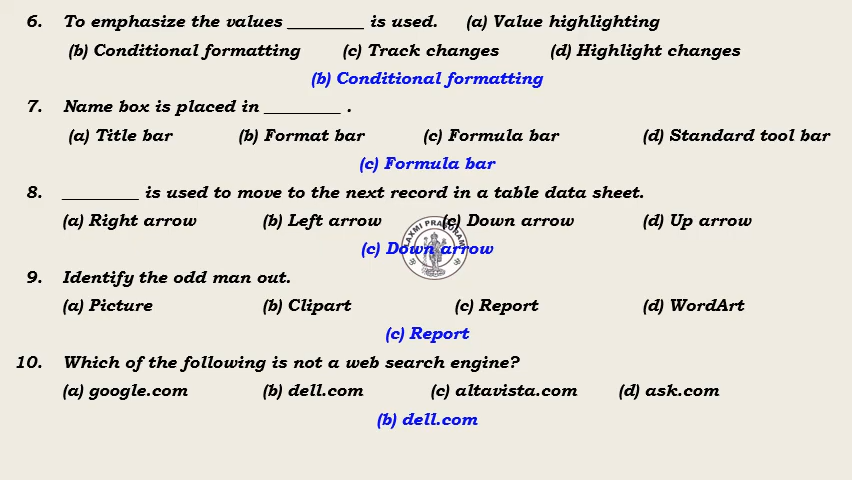 6. To emphasize the values _________ is used. (a) Value highlighting
(b) Conditional formatting (c) Track changes (d) Highlight changes
(b) Conditional formatting
7. Name box is placed in _________ .
(a) Title bar (b) Format bar (c) Formula bar (d) Standard tool bar
(c) Formula bar
8. _________ is used to move to the next record in a table data sheet.
(a) Right arrow (b) Left arrow (c) Down arrow (d) Up arrow
(c) Down arrow
9. Identify the odd man out.
(a) Picture (b) Clipart (c) Report (d) WordArt
(c) Report
10. Which of the following is not a web search engine?
(a) google.com (b) dell.com (c) altavista.com (d) ask.com
(b) dell.com